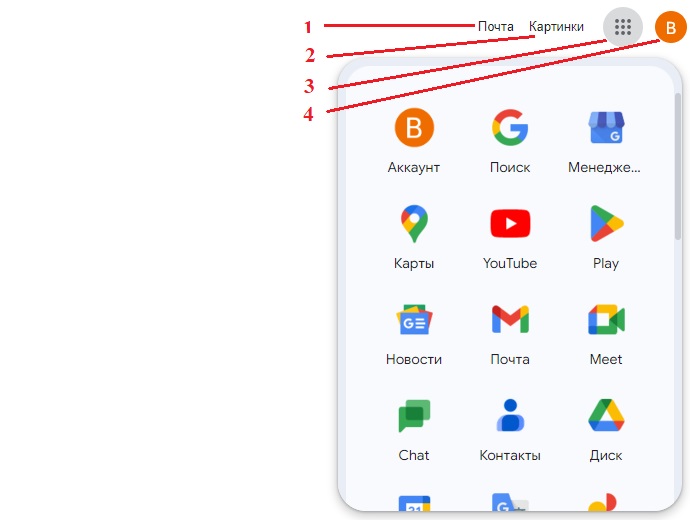 1 Почта Картинки
2
3
4
В
В G
Аккаунт Поиск Менедже...
Карты YouTube Play
GE
Новости Почта Meet
Chat Контакты Диск
31 G